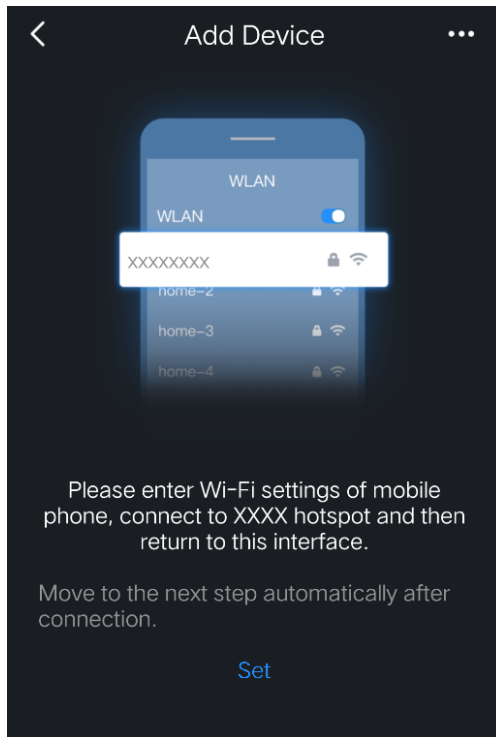 Add Device
WLAN
WLAN
XXXXXXXX
home-2
home-3
home-4
Please enter Wi-Fi settings of mobile
phone, connect to XXXX hotspot and then
return to this interface.
Move to the next step automatically after
connection.
Set